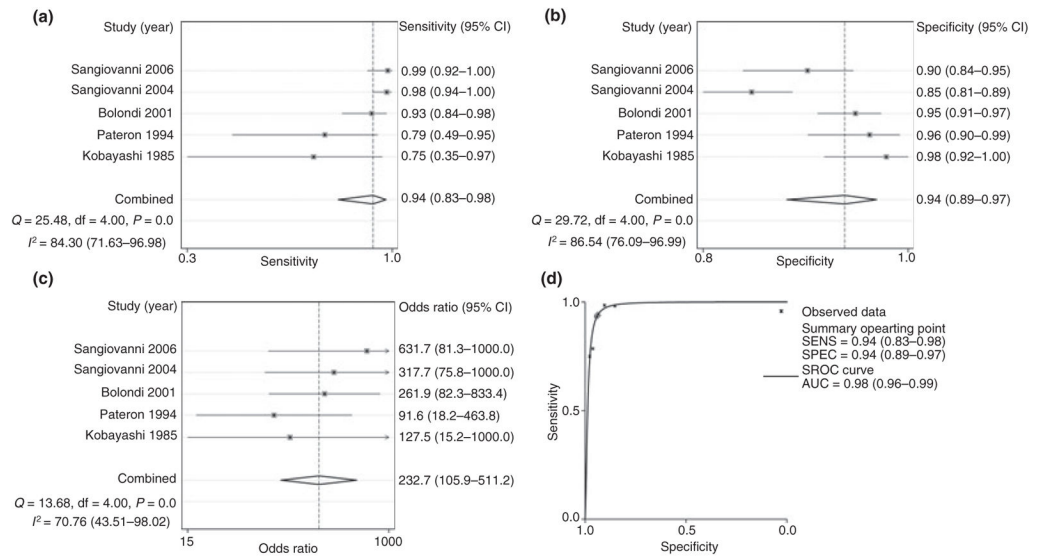 (a)
Study (year) Sensitivity (95% CI)
Sangiovanni 2006 0.99 (0.92–1.00)
Sangiovanni 2004 0.98 (0.94–1.00)
Bolondi 2001 0.93 (0.84–0.98)
Pateron 1994 0.79 (0.49–0.95)
Kobayashi 1985 0.75 (0.35–0.97)
Combined 0.94 (0.83–0.98)
Q = 25.48, df = 4.00, P = 0.0
I² = 84.30 (71.63–96.98)
0.3 1.0
Sensitivity
(b)
Study (year) Specificity (95% CI)
Sangiovanni 2006 0.90 (0.84–0.95)
Sangiovanni 2004 0.85 (0.81–0.89)
Bolondi 2001 0.95 (0.91–0.97)
Pateron 1994 0.96 (0.90–0.99)
Kobayashi 1985 0.98 (0.92–1.00)
Combined 0.94 (0.89–0.97)
Q = 29.72, df = 4.00, P = 0.0
I² = 86.54 (76.09–96.99)
0.8 1.0
Specificity
(c)
Study (year) Odds ratio (95% CI)
Sangiovanni 2006 631.7 (81.3–1000.0)
Sangiovanni 2004 317.7 (75.8–1000.0)
Bolondi 2001 261.9 (82.3–833.4)
Pateron 1994 91.6 (18.2–463.8)
Kobayashi 1985 127.5 (15.2–1000.0)
Combined 232.7 (105.9–511.2)
Q = 13.68, df = 4.00, P = 0.0
I² = 70.76 (43.51–98.02)
15 1000
Odds ratio
(d)
1.0
0.5
0.0
Sensitivity
1.0 0.5 0.0
Specificity
Observed data
Summary opearting point
SENS = 0.94 (0.83–0.98)
SPEC = 0.94 (0.89–0.97)
SROC curve
AUC = 0.98 (0.96–0.99)